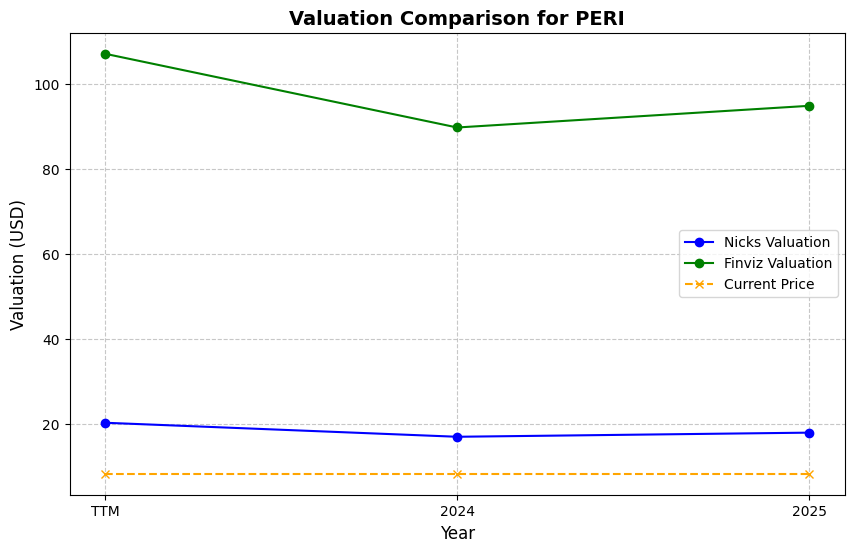 Valuation Comparison for PERI
Valuation (USD)
100
80
60
40
20
Nicks Valuation
Finviz Valuation
Current Price
TTM
2024
2025
Year